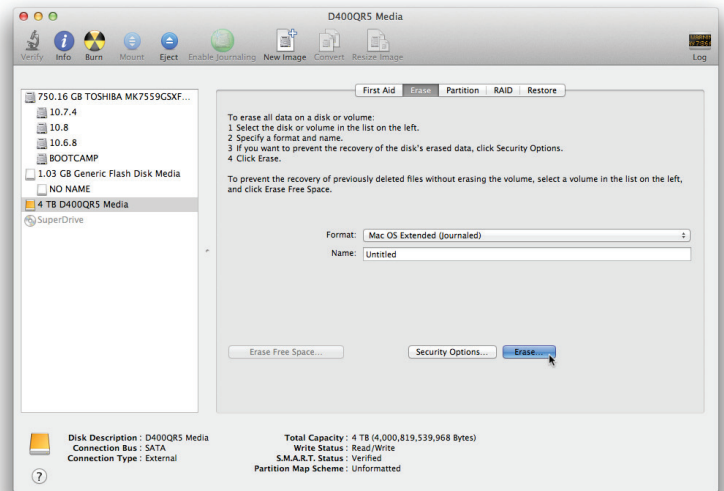 D400QR5 Media
Verify Info Burn Mount Eject Enable Journaling New Image Convert Resize Image Log
750.16 GB TOSHIBA MK7559GSXF...
10.7.4
10.8
10.6.8
BOOTCAMP
1.03 GB Generic Flash Disk Media
NO NAME
4 TB D400QR5 Media
SuperDrive
First Aid Erase Partition RAID Restore
To erase all data on a disk or volume:
1 Select the disk or volume in the list on the left.
2 Specify a format and name.
3 If you want to prevent the recovery of the disk's erased data, click Security Options.
4 Click Erase.
To prevent the recovery of previously deleted files without erasing the volume, select a volume in the list on the left,
and click Erase Free Space.
Format: Mac OS Extended (Journaled)
Name: Untitled
Erase Free Space... Security Options... Erase...
Disk Description : D400QR5 Media
Connection Bus : SATA
Connection Type : External
Total Capacity : 4 TB (4,000,819,539,968 Bytes)
Write Status : Read/Write
S.M.A.R.T. Status : Verified
Partition Map Scheme : Unformatted
?